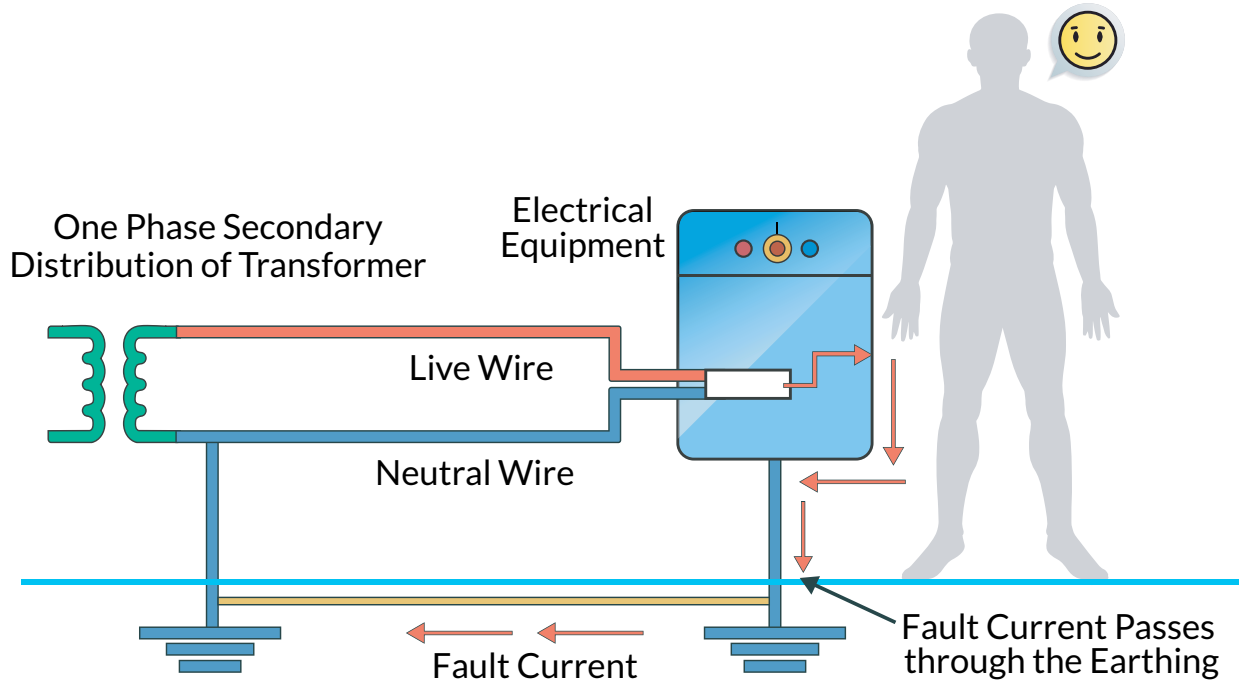 One Phase Secondary
Distribution of Transformer
Electrical
Equipment
Live Wire
Neutral Wire
Fault Current
Fault Current Passes
through the Earthing